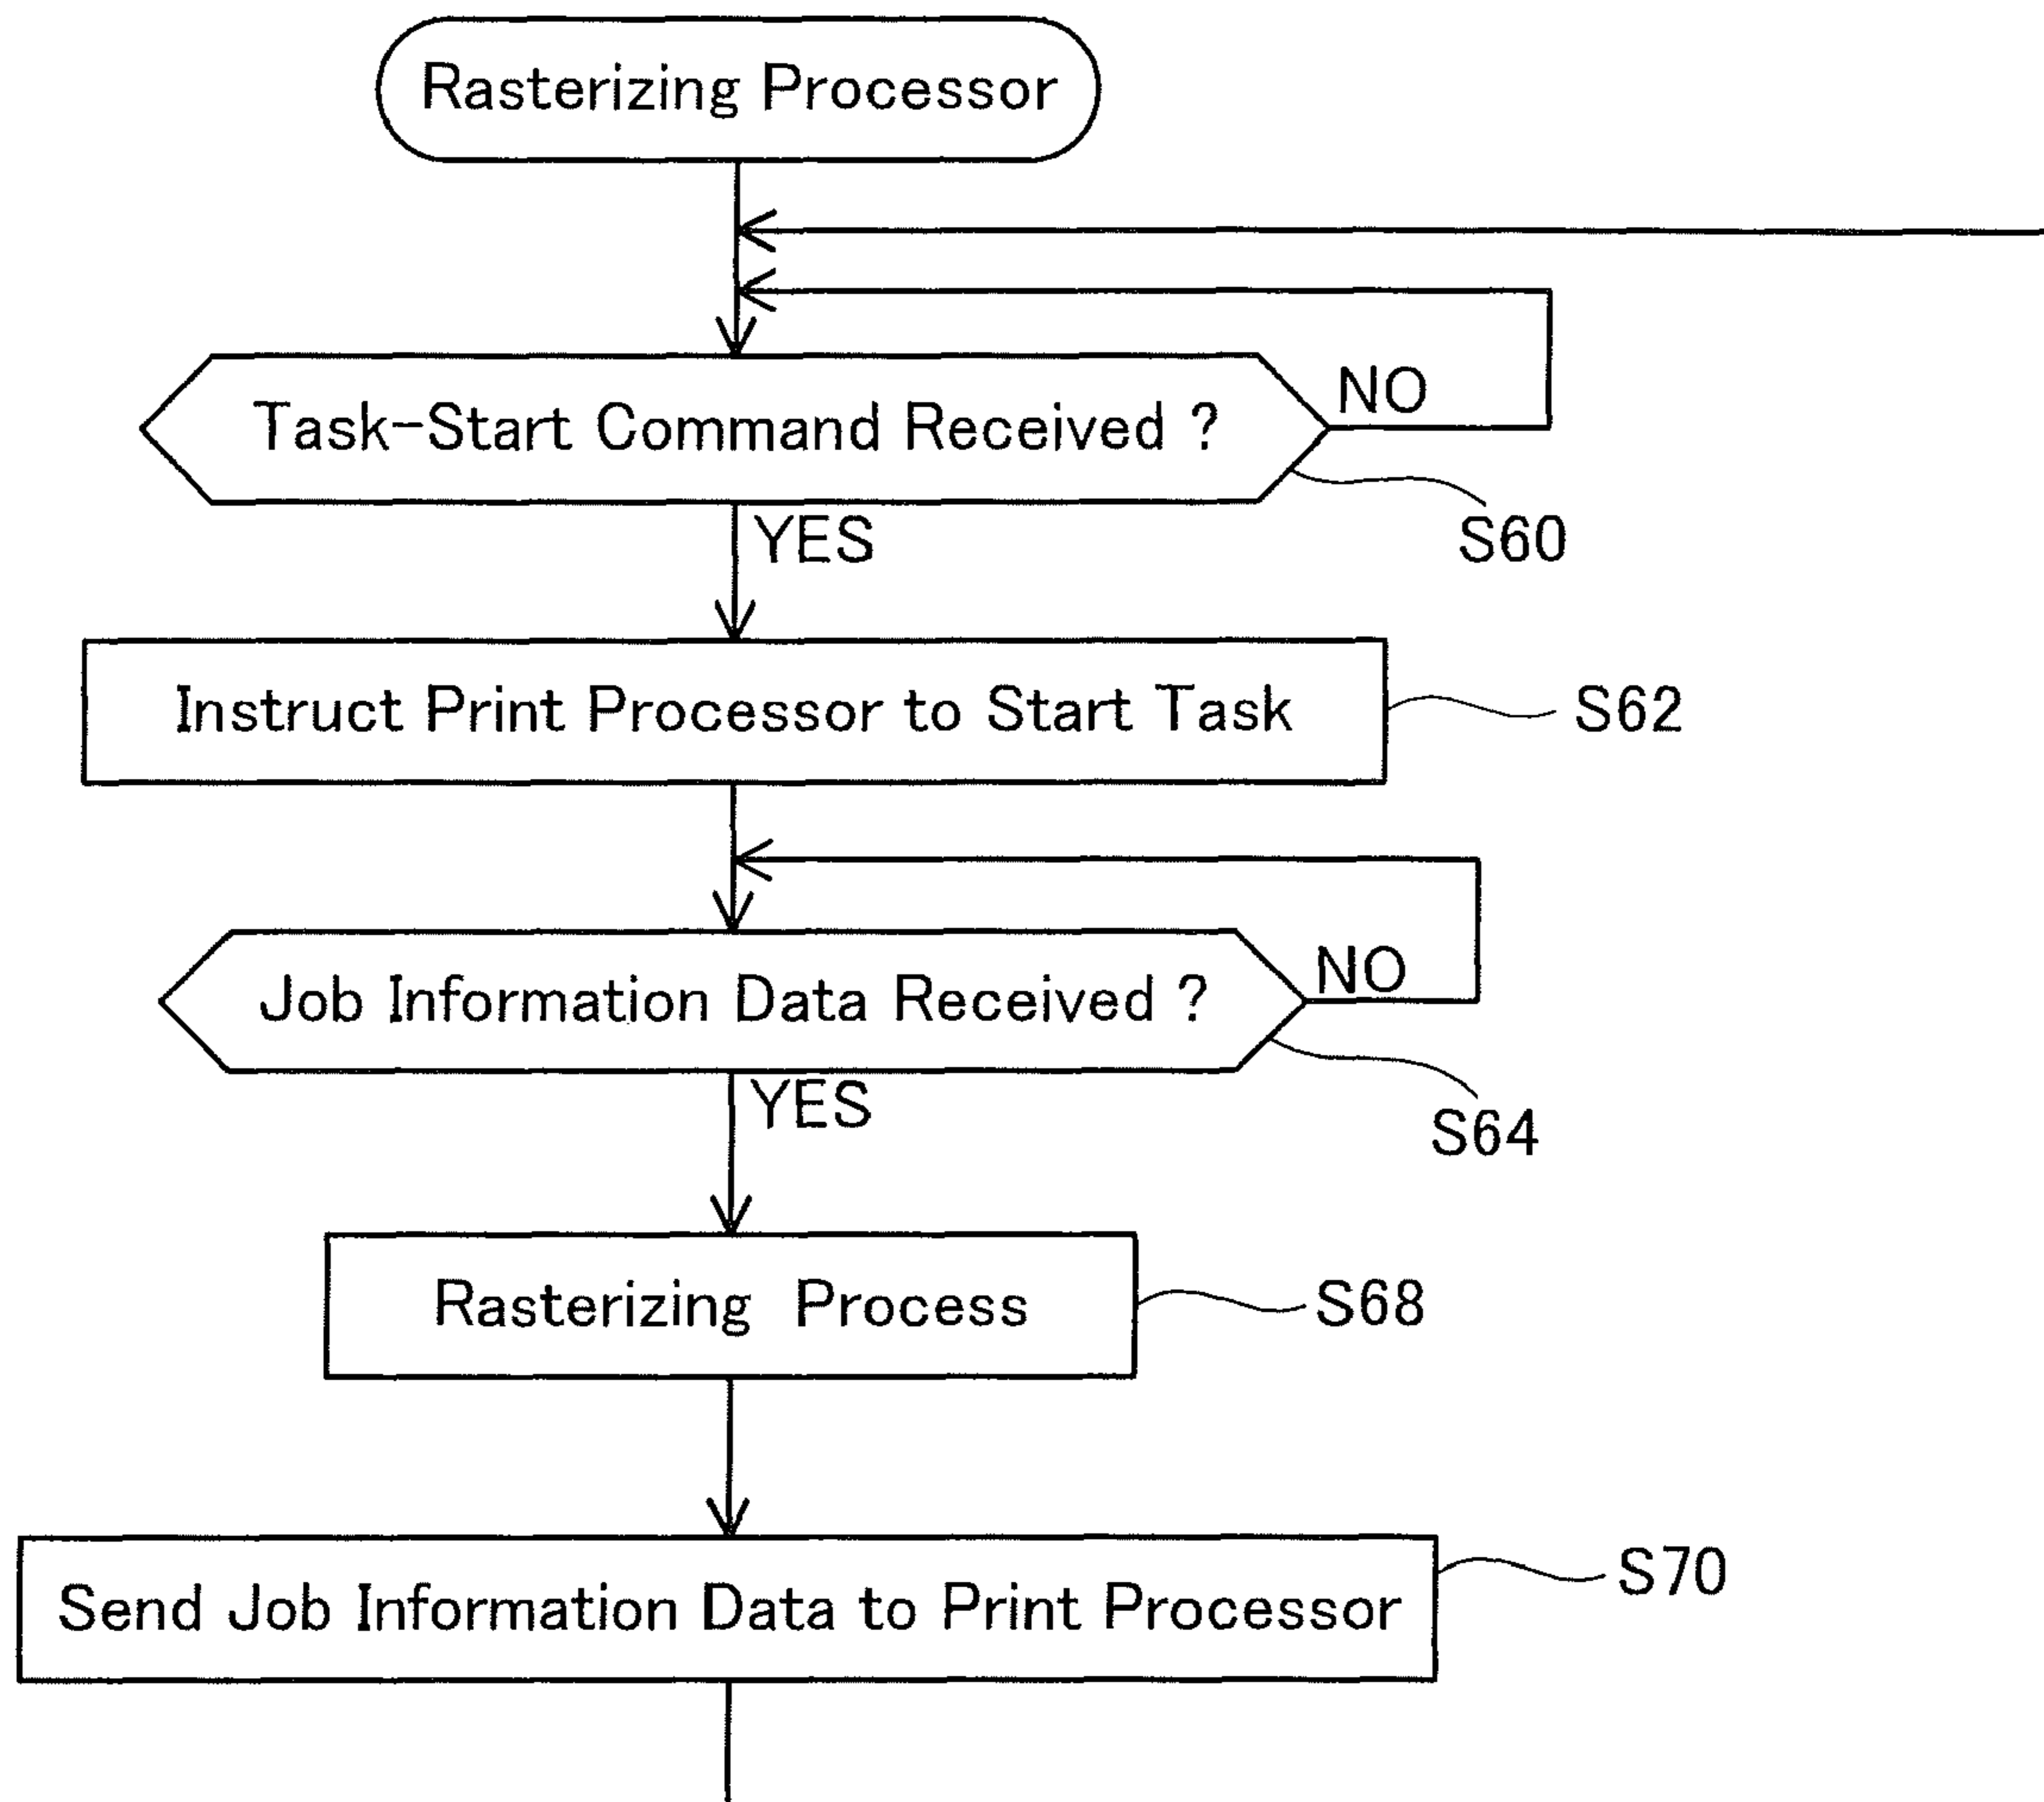 Rasterizing Processor
Task-Start Command Received ?
NO
S60
YES
Instruct Print Processor to Start Task
S62
Job Information Data Received ?
NO
S64
YES
Rasterizing Process
S68
Send Job Information Data to Print Processor
S70